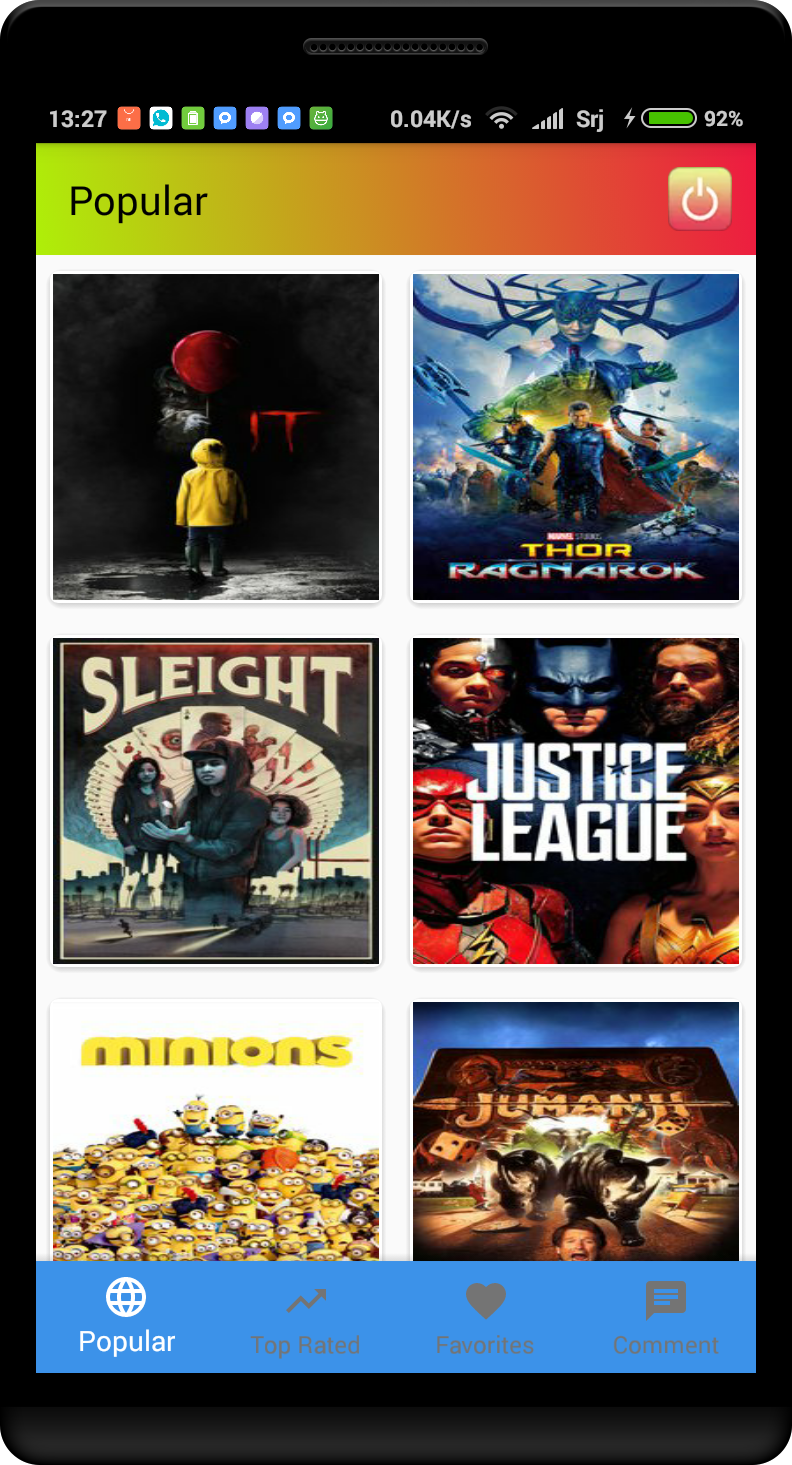 13:27 0.04K/s Srj 92%
Popular
IT
MARVEL STUDIOS
THOR
RAGNAROK
SLEIGHT
JUSTICE
LEAGUE
MINIONS
JUMANJI
Popular Top Rated Favorites Comment